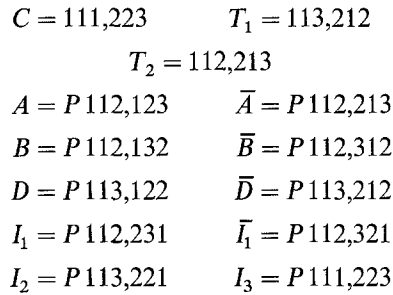 C = 111,223 T₁ = 113,212
T₂ = 112,213
A = P 112,123 A̅ = P 112,213
B = P 112,132 B̅ = P 112,312
D = P 113,122 D̅ = P 113,212
I₁ = P 112,231 I̅₁ = P 112,321
I₂ = P 113,221 I₃ = P 111,223